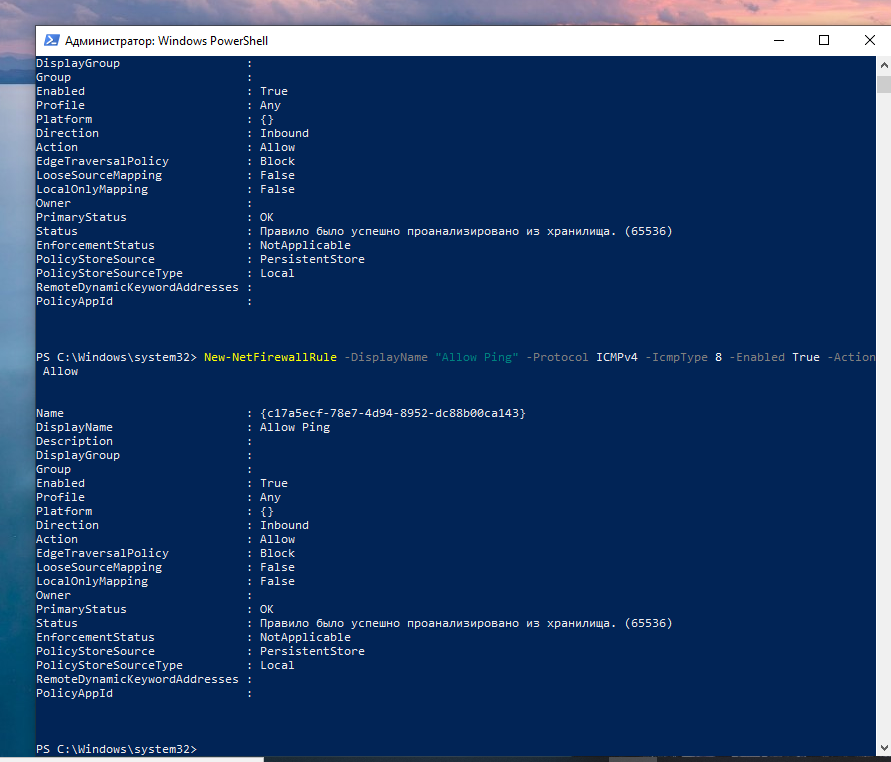 Администратор: Windows PowerShell
DisplayGroup :
Group :
Enabled : True
Profile : Any
Platform : {}
Direction : Inbound
Action : Allow
EdgeTraversalPolicy : Block
LooseSourceMapping : False
LocalOnlyMapping : False
Owner :
PrimaryStatus : OK
Status : Правило было успешно проанализировано из хранилища. (65536)
EnforcementStatus : NotApplicable
PolicyStoreSource : PersistentStore
PolicyStoreSourceType : Local
RemoteDynamicKeywordAddresses :
PolicyAppId :
PS C:\Windows\system32> New-NetFirewallRule -DisplayName "Allow Ping" -Protocol ICMPv4 -IcmpType 8 -Enabled True -Action
Allow
Name : {c17a5ecf-78e7-4d94-8952-dc88b00ca143}
DisplayName : Allow Ping
Description :
DisplayGroup :
Group :
Enabled : True
Profile : Any
Platform : {}
Direction : Inbound
Action : Allow
EdgeTraversalPolicy : Block
LooseSourceMapping : False
LocalOnlyMapping : False
Owner :
PrimaryStatus : OK
Status : Правило было успешно проанализировано из хранилища. (65536)
EnforcementStatus : NotApplicable
PolicyStoreSource : PersistentStore
PolicyStoreSourceType : Local
RemoteDynamicKeywordAddresses :
PolicyAppId :
PS C:\Windows\system32>